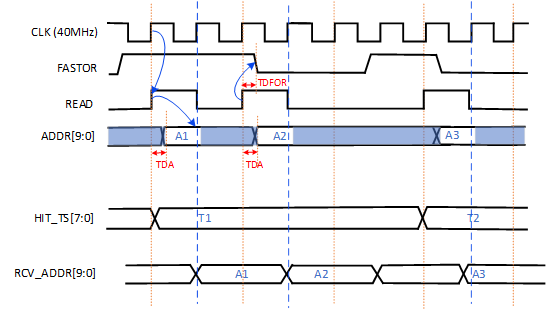 CLK (40MHz)
FASTOR
TDFOR
READ
ADDR[9:0] A1 A2 A3
TDA TDA
HIT_TS[7:0] T1 T2
RCV_ADDR[9:0] A1 A2 A3